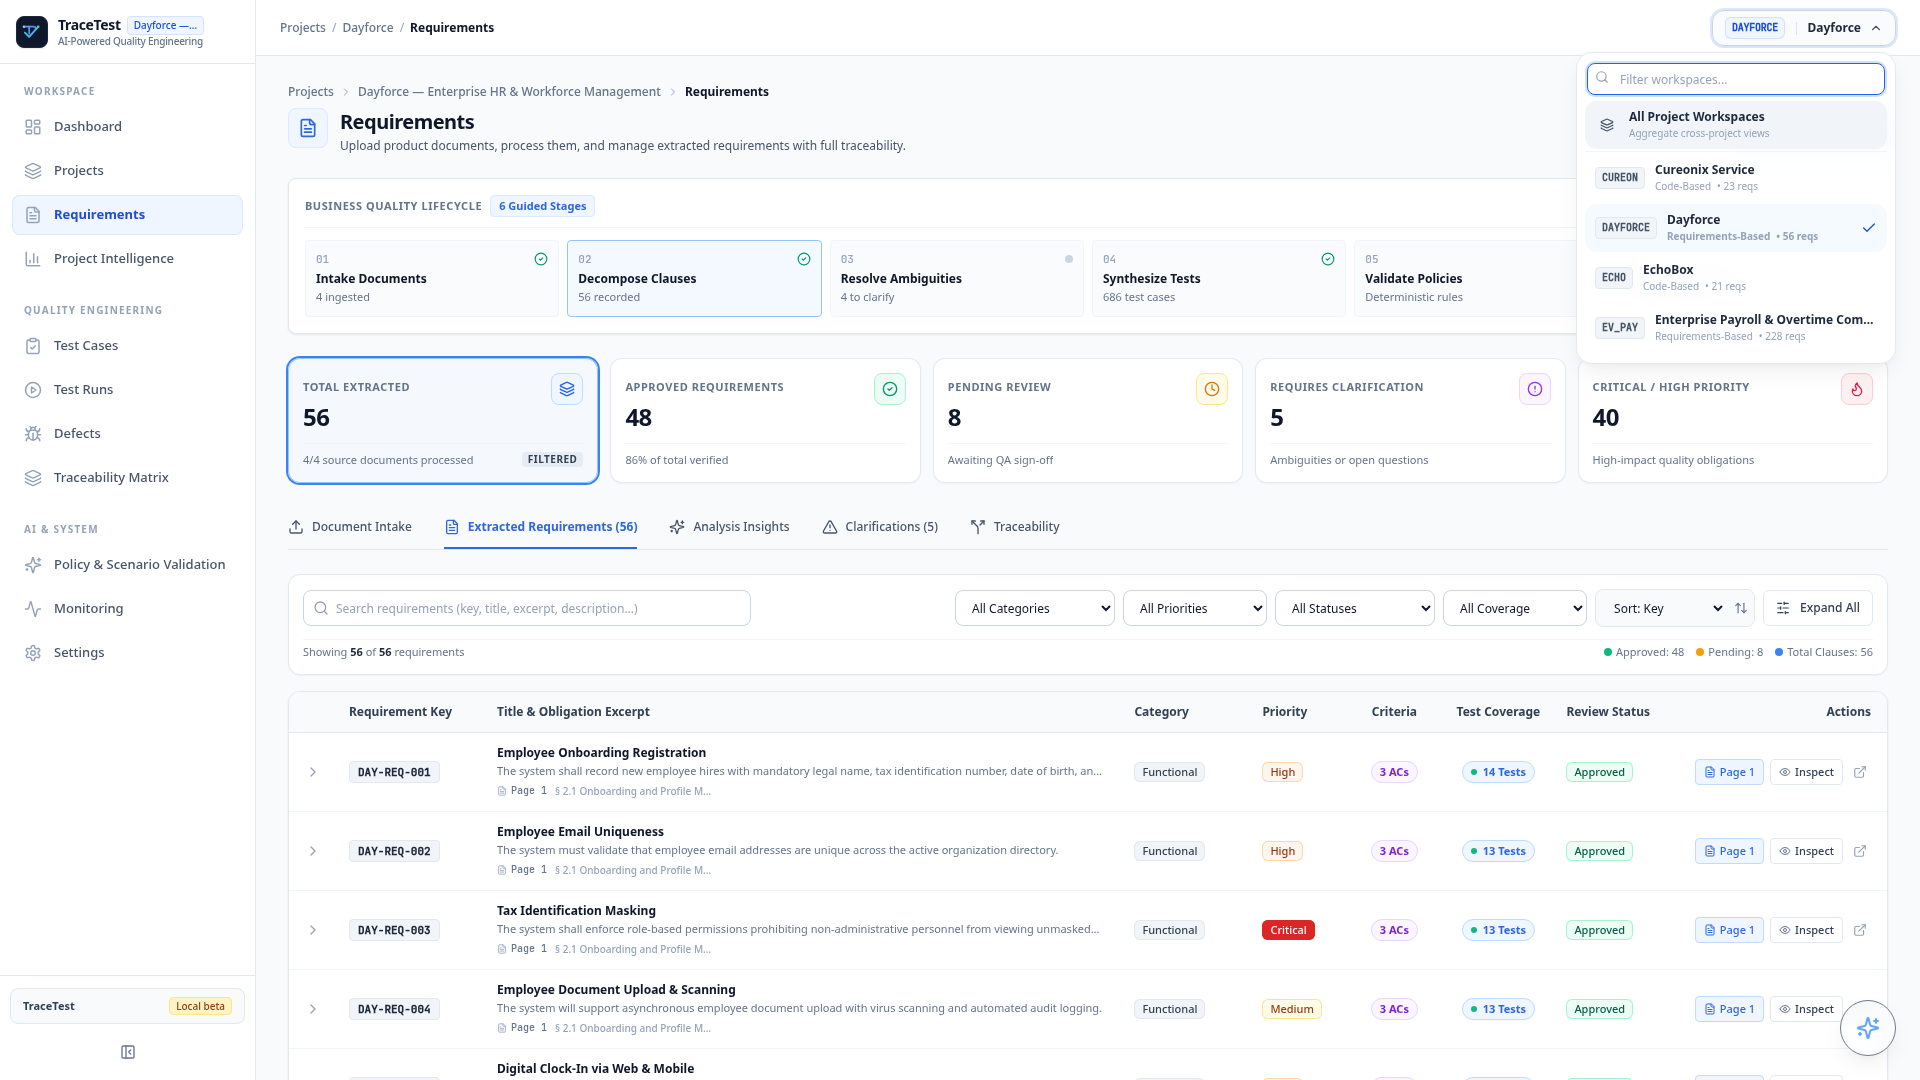 TraceTest
Dayforce —...
AI-Powered Quality Engineering
WORKSPACE
Dashboard
Projects
Requirements
Project Intelligence
QUALITY ENGINEERING
Test Cases
Test Runs
Defects
Traceability Matrix
AI & SYSTEM
Policy & Scenario Validation
Monitoring
Settings
TraceTest
Local beta
Projects / Dayforce / Requirements
DAYFORCE
Dayforce
Filter workspaces...
All Project Workspaces
Aggregate cross-project views
CUREON
Cureonix Service
Code-Based • 23 reqs
DAYFORCE
Dayforce
Requirements-Based • 56 reqs
ECHO
EchoBox
Code-Based • 21 reqs
EV_PAY
Enterprise Payroll & Overtime Com...
Requirements-Based • 228 reqs
Projects > Dayforce — Enterprise HR & Workforce Management > Requirements
Requirements
Upload product documents, process them, and manage extracted requirements with full traceability.
BUSINESS QUALITY LIFECYCLE
6 Guided Stages
01
Intake Documents
4 ingested
02
Decompose Clauses
56 recorded
03
Resolve Ambiguities
4 to clarify
04
Synthesize Tests
686 test cases
05
Validate Policies
Deterministic rules
TOTAL EXTRACTED
56
4/4 source documents processed
FILTERED
APPROVED REQUIREMENTS
48
86% of total verified
PENDING REVIEW
8
Awaiting QA sign-off
REQUIRES CLARIFICATION
5
Ambiguities or open questions
CRITICAL / HIGH PRIORITY
40
High-impact quality obligations
Document Intake
Extracted Requirements (56)
Analysis Insights
Clarifications (5)
Traceability
Search requirements (key, title, excerpt, description...)
All Categories
All Priorities
All Statuses
All Coverage
Sort: Key
Expand All
Showing 56 of 56 requirements
Approved: 48
Pending: 8
Total Clauses: 56
Requirement Key
Title & Obligation Excerpt
Category
Priority
Criteria
Test Coverage
Review Status
Actions
DAY-REQ-001
Employee Onboarding Registration
The system shall record new employee hires with mandatory legal name, tax identification number, date of birth, an...
Page 1 § 2.1 Onboarding and Profile M...
Functional
High
3 ACs
14 Tests
Approved
Page 1
Inspect
DAY-REQ-002
Employee Email Uniqueness
The system must validate that employee email addresses are unique across the active organization directory.
Page 1 § 2.1 Onboarding and Profile M...
Functional
High
3 ACs
13 Tests
Approved
Page 1
Inspect
DAY-REQ-003
Tax Identification Masking
The system shall enforce role-based permissions prohibiting non-administrative personnel from viewing unmasked...
Page 1 § 2.1 Onboarding and Profile M...
Functional
Critical
3 ACs
13 Tests
Approved
Page 1
Inspect
DAY-REQ-004
Employee Document Upload & Scanning
The system will support asynchronous employee document upload with virus scanning and automated audit logging.
Page 1 § 2.1 Onboarding and Profile M...
Functional
Medium
3 ACs
13 Tests
Approved
Page 1
Inspect
Digital Clock-In via Web & Mobile